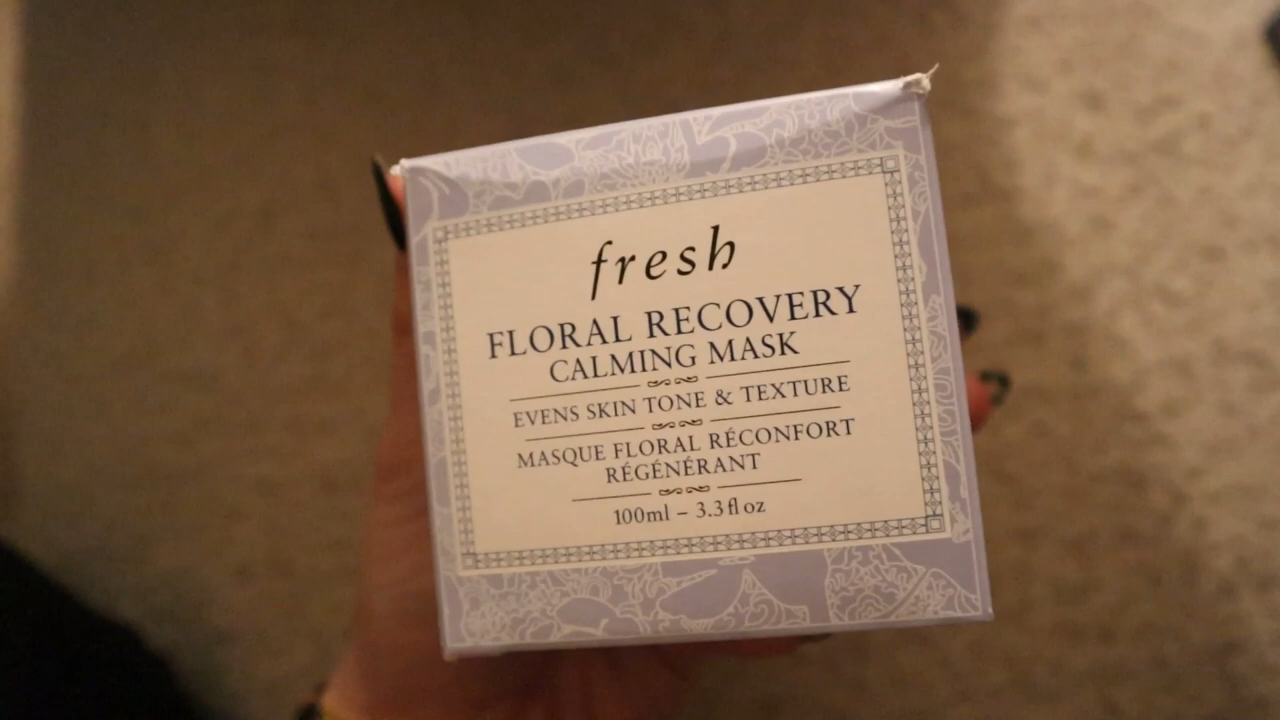 fresh
FLORAL RECOVERY
CALMING MASK
EVENS SKIN TONE & TEXTURE
MASQUE FLORAL RÉCONFORT
RÉGÉNÉRANT
100ml – 3.3 fl oz